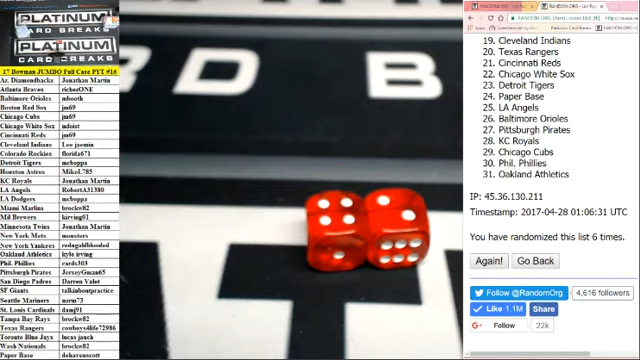 PLATINUM
CARD BREAKS
PLATINUM
CARD BREAKS
17 Bowman JUMBO Full Case PYT #16
Az. Diamondbacks Jonathan Martin
Atlanta Braves richezONE
Baltimore Orioles mbooth
Boston Red Sox jm69
Chicago Cubs jm69
Chicago White Sox mfoist
Cincinnati Reds jm69
Cleveland Indians Lee jaemin
Colorado Rockies florida671
Detroit Tigers mcboppa
Houston Astros MikeL785
KC Royals Jonathan Martin
LA Angels RobertA31380
LA Dodgers mcboppa
Miami Marlins brockw82
Mil Brewers kirving01
Minnesota Twins Jonathan Martin
New York Mets monsters
New York Yankees redngoldblooded
Oakland Athletics kyle irving
Phil. Phillies cards303
Pittsburgh Pirates JerseyGman65
San Diego Padres Darren Valet
SF Giants talkinboutpractice
Seattle Mariners norm73
St. Louis Cardinals damj91
Tampa Bay Rays brockw82
Texas Rangers cowboys4life72986
Toronto Blue Jays lucas janch
Wash Nationals brockw82
Paper Base dohavenscott
RD B
19. Cleveland Indians
20. Texas Rangers
21. Cincinnati Reds
22. Chicago White Sox
23. Detroit Tigers
24. Paper Base
25. LA Angels
26. Baltimore Orioles
27. Pittsburgh Pirates
28. KC Royals
29. Chicago Cubs
30. Phil. Phillies
31. Oakland Athletics
IP: 45.36.130.211
Timestamp: 2017-04-28 01:06:31 UTC
You have randomized this list 6 times.
Again! Go Back
Follow @RandomOrg 4,616 followers
Like 1.1M Share
G+ Follow 22k